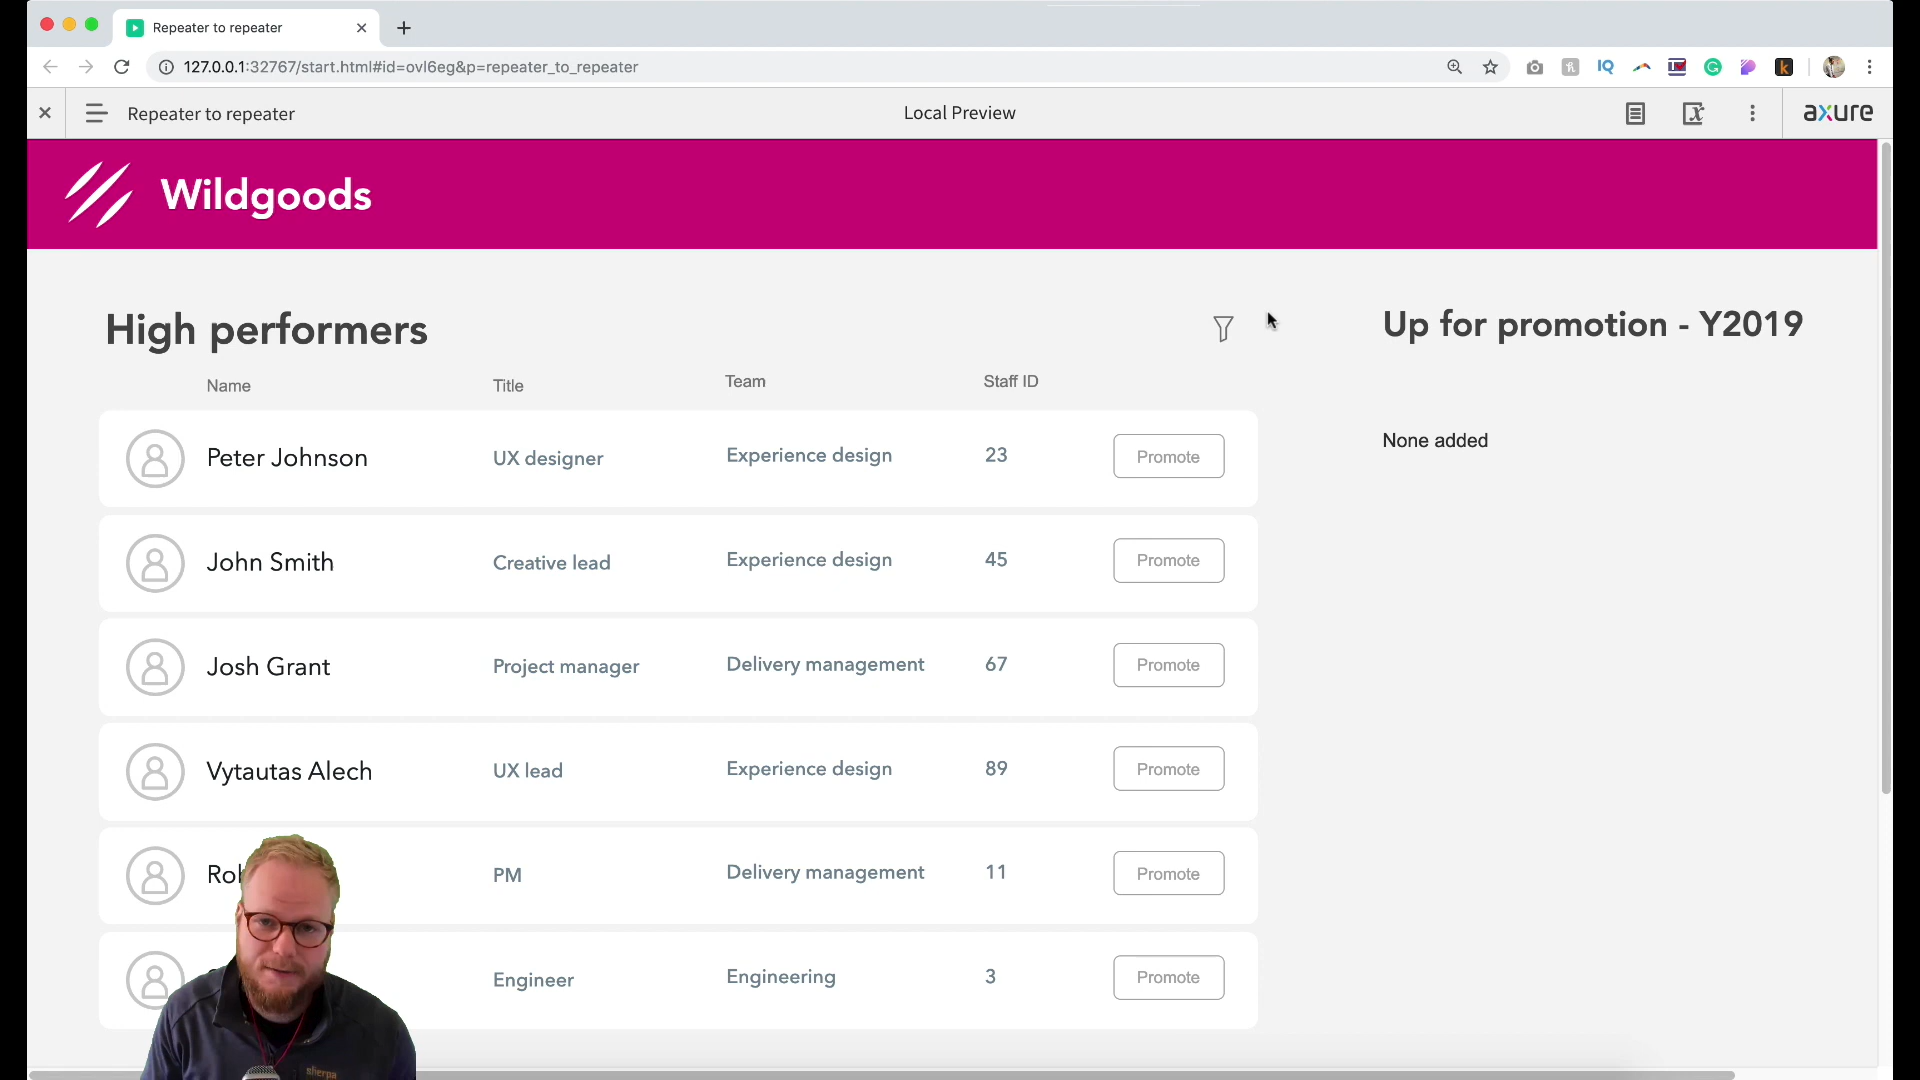 Repeater to repeater
127.0.0.1:32767/start.html#id=ovl6eg&p=repeater_to_repeater
IQ
k
Repeater to repeater
Local Preview
axure
Wildgoods
High performers
Up for promotion - Y2019
Name Title Team Staff ID
Peter Johnson UX designer Experience design 23 Promote
None added
John Smith Creative lead Experience design 45 Promote
Josh Grant Project manager Delivery management 67 Promote
Vytautas Alech UX lead Experience design 89 Promote
PM Delivery management 11 Promote
Engineer Engineering 3 Promote